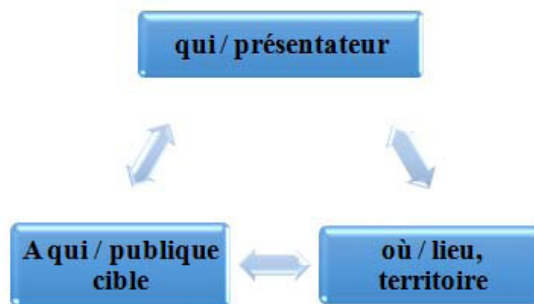 qui / présentateur
A qui / publique
cible
où / lieu,
territoire